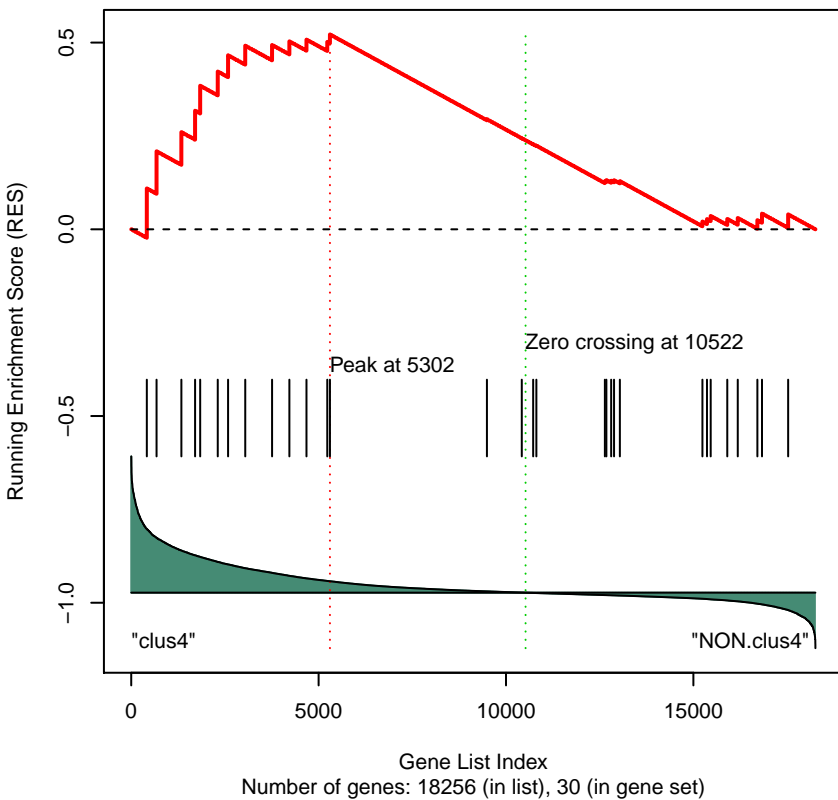 Running Enrichment Score (RES)
0.5
0.0
−0.5
−1.0
Zero crossing at 10522
Peak at 5302
"clus4"
"NON.clus4"
0
5000
10000
15000
Gene List Index
Number of genes: 18256 (in list), 30 (in gene set)